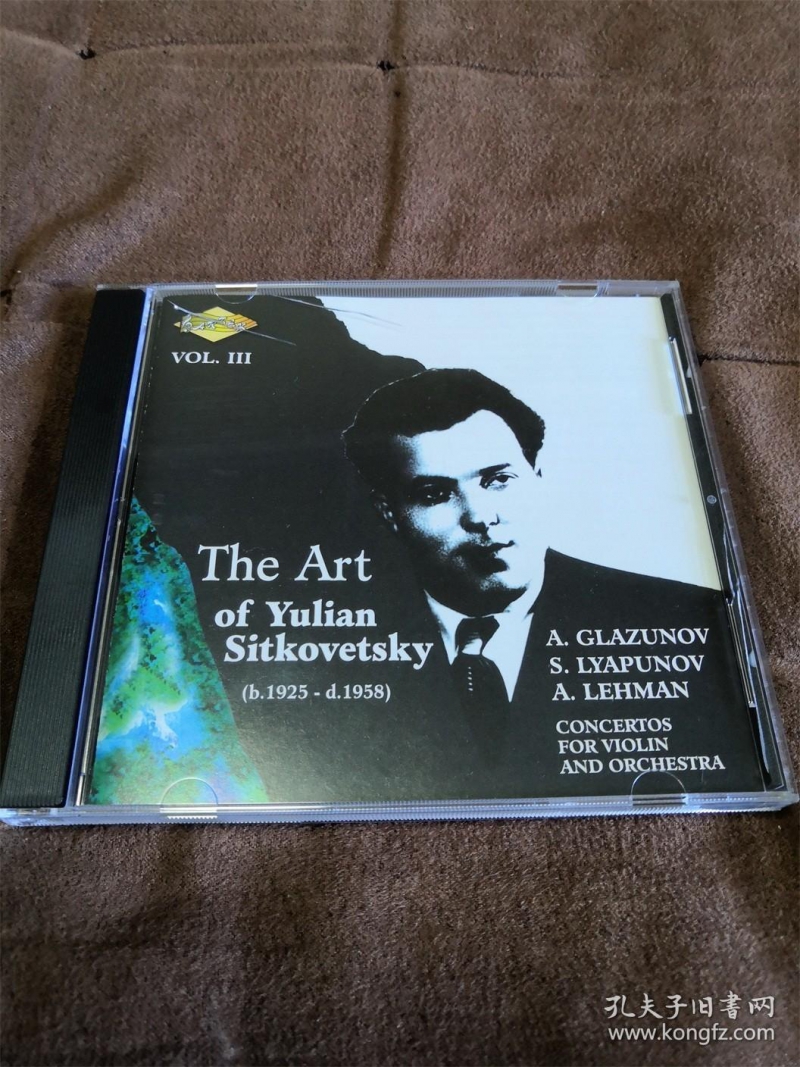 VOL. III
The Art
of Yulian
Sitkovetsky
(b.1925 - d.1958)
A. GLAZUNOV
S. LYAPUNOV
A. LEHMAN
CONCERTOS
FOR VIOLIN
AND ORCHESTRA
孔夫子旧書网
www.kongfz.com